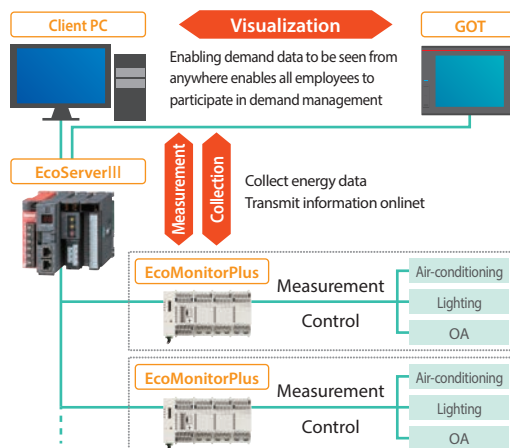 Client PC
Visualization
GOT
Enabling demand data to be seen from
anywhere enables all employees to
participate in demand management
EcoServerIII
Measurement
Collection
Collect energy data
Transmit information onlinet
EcoMonitorPlus
Measurement
Control
Air-conditioning
Lighting
OA
EcoMonitorPlus
Measurement
Control
Air-conditioning
Lighting
OA